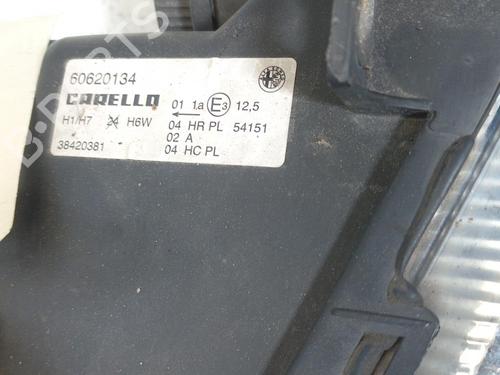 60620134
CARELLO 01 1a E3 12,5
H1/H7 24 H6W 04 HR PL 54151
02 A
38420381 04 HC PL